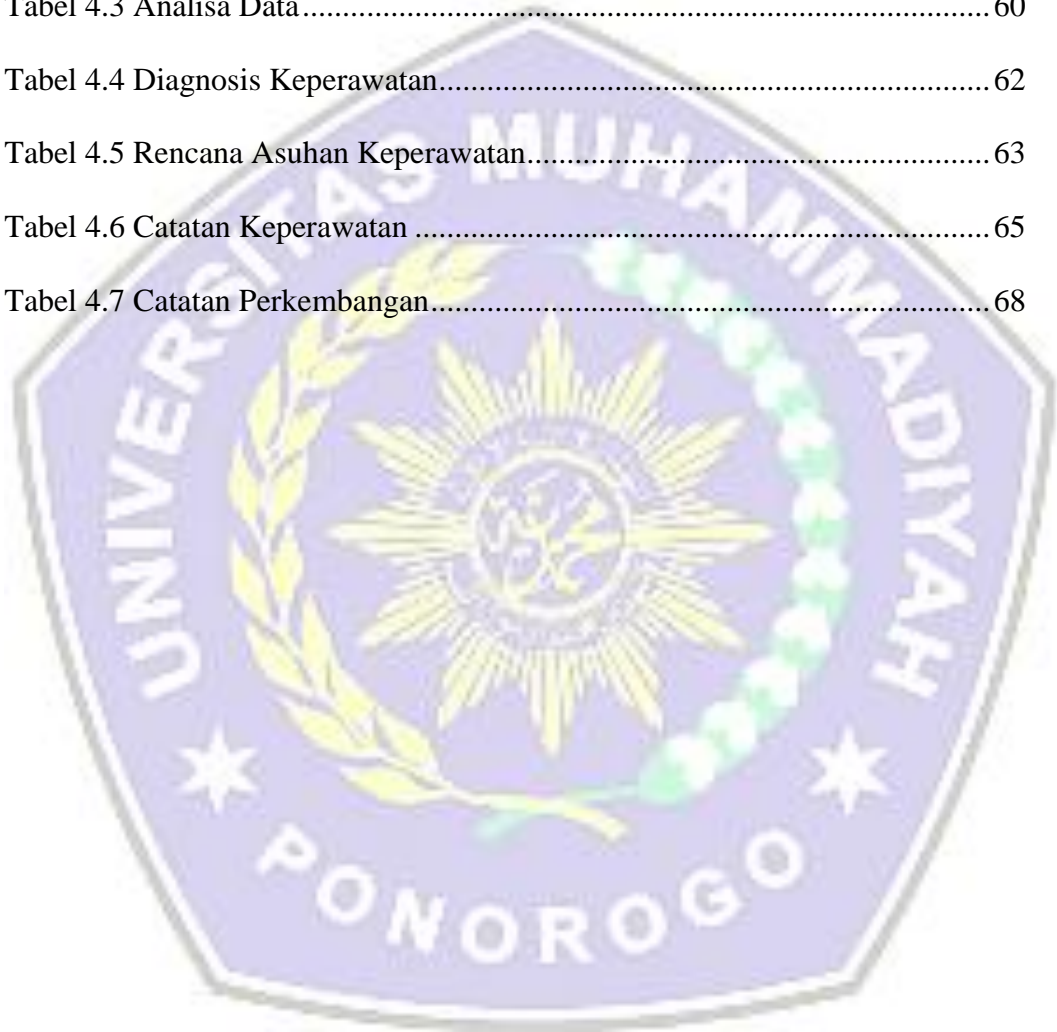 Tabel 4.3 Analisa Data.......................................................................................60
Tabel 4.4 Diagnosis Keperawatan......................................................................62
Tabel 4.5 Rencana Asuhan Keperawatan...........................................................63
Tabel 4.6 Catatan Keperawatan .........................................................................65
Tabel 4.7 Catatan Perkembangan.......................................................................68
UNIVERSITAS MUHAMMADIYAH
PONOROGO